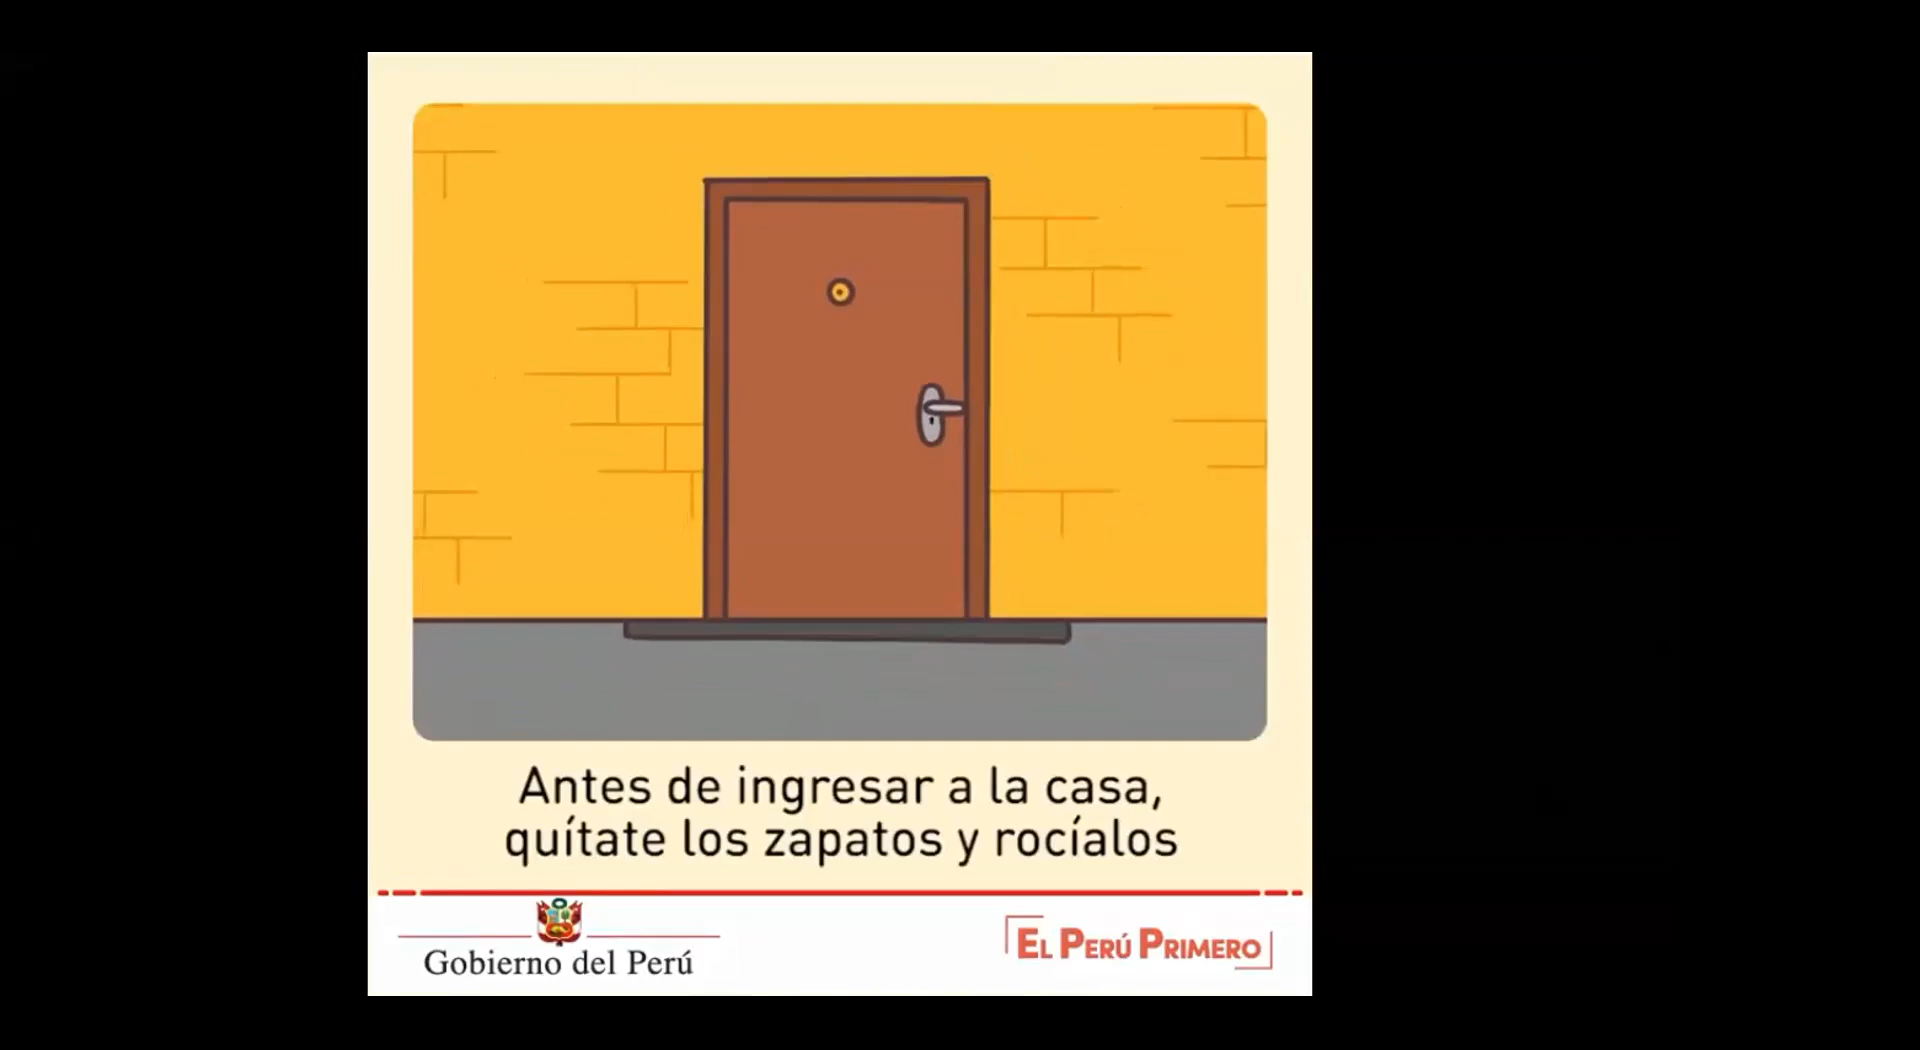 Antes de ingresar a la casa,
quítate los zapatos y rocíalos
Gobierno del Perú
EL PERÚ PRIMERO